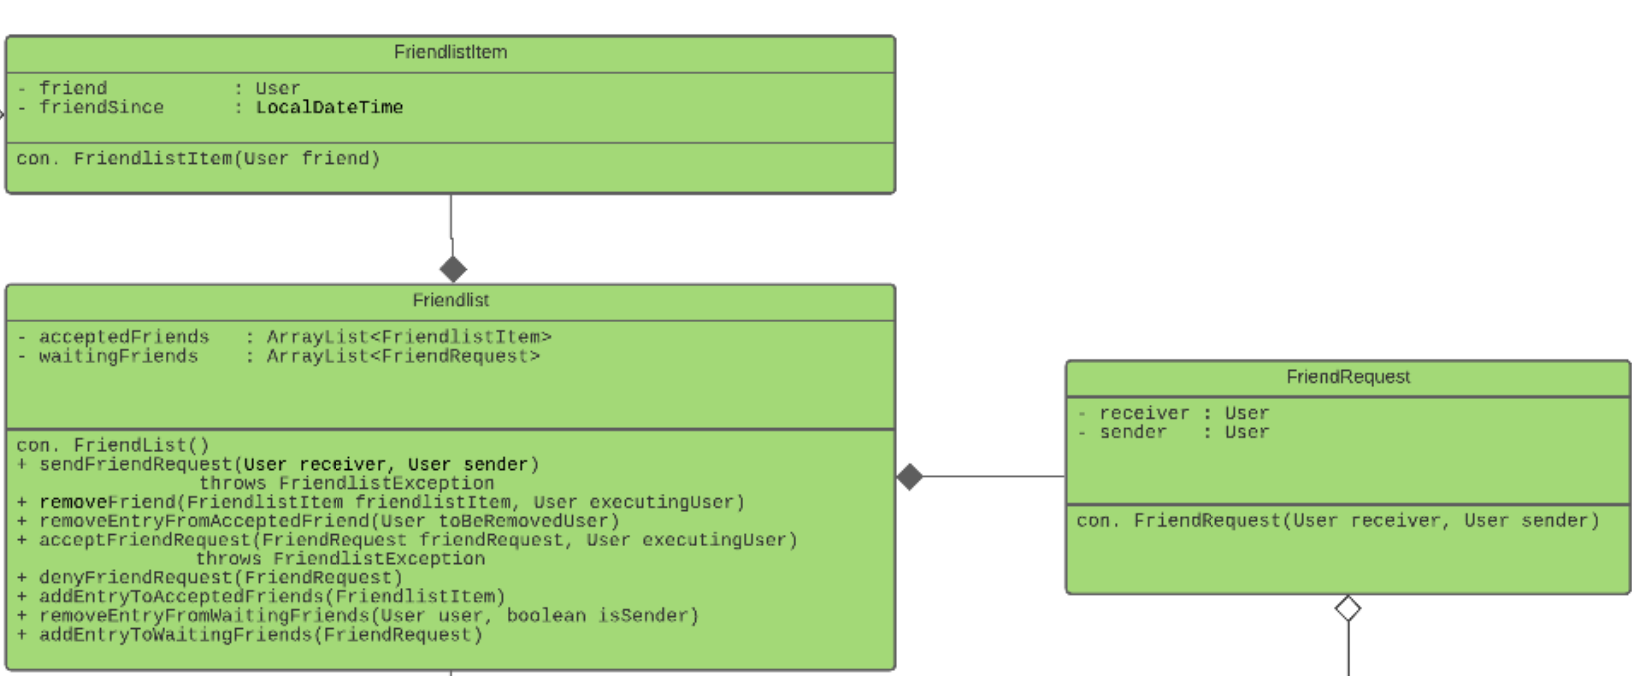 FriendlistItem
- friend : User
- friendSince : LocalDateTime
con. FriendlistItem(User friend)
Friendlist
- acceptedFriends : ArrayList<FriendlistItem>
- waitingFriends : ArrayList<FriendRequest>
con. FriendList()
+ sendFriendRequest(User receiver, User sender)
throws FriendlistException
+ removeFriend(FriendlistItem friendlistItem, User executingUser)
+ removeEntryFromAcceptedFriend(User toBeRemovedUser)
+ acceptFriendRequest(FriendRequest friendRequest, User executingUser)
throws FriendlistException
+ denyFriendRequest(FriendRequest)
+ addEntryToAcceptedFriends(FriendlistItem)
+ removeEntryFromWaitingFriends(User user, boolean isSender)
+ addEntryToWaitingFriends(FriendRequest)
FriendRequest
- receiver : User
- sender : User
con. FriendRequest(User receiver, User sender)